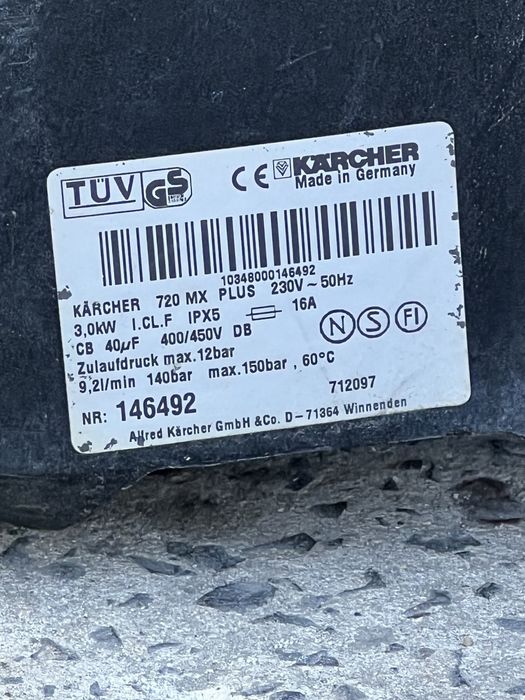 TÜV GS CE KÄRCHER
Made in Germany
10348000146492
KÄRCHER 720 MX PLUS 230V~50Hz
3,0kW I.CL.F IPX5 16A
CB 40µF 400/450V DB
N S FI
Zulaufdruck max.12bar
9,2l/min 140bar max.150bar , 60°C
712097
NR: 146492
Alfred Kärcher GmbH &Co. D-71364 Winnenden